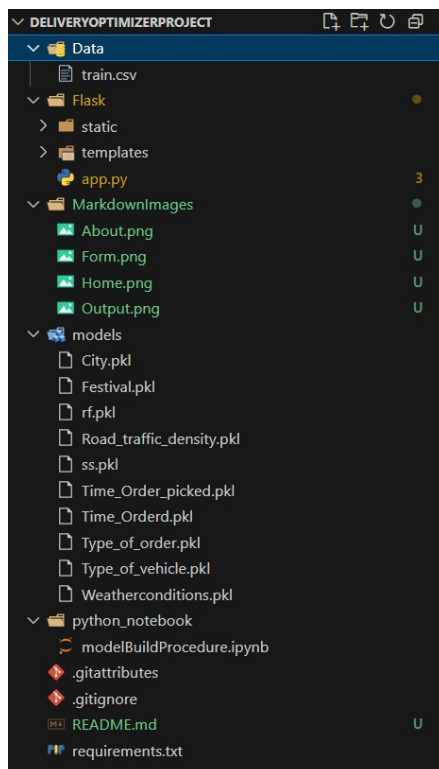 DELIVERYOPTIMIZERPROJECT
Data
train.csv
Flask
static
templates
app.py 3
MarkdownImages
About.png U
Form.png U
Home.png U
Output.png U
models
City.pkl
Festival.pkl
rf.pkl
Road_traffic_density.pkl
ss.pkl
Time_Order_picked.pkl
Time_Orderd.pkl
Type_of_order.pkl
Type_of_vehicle.pkl
Weatherconditions.pkl
python_notebook
modelBuildProcedure.ipynb
.gitattributes
.gitignore
README.md U
requirements.txt